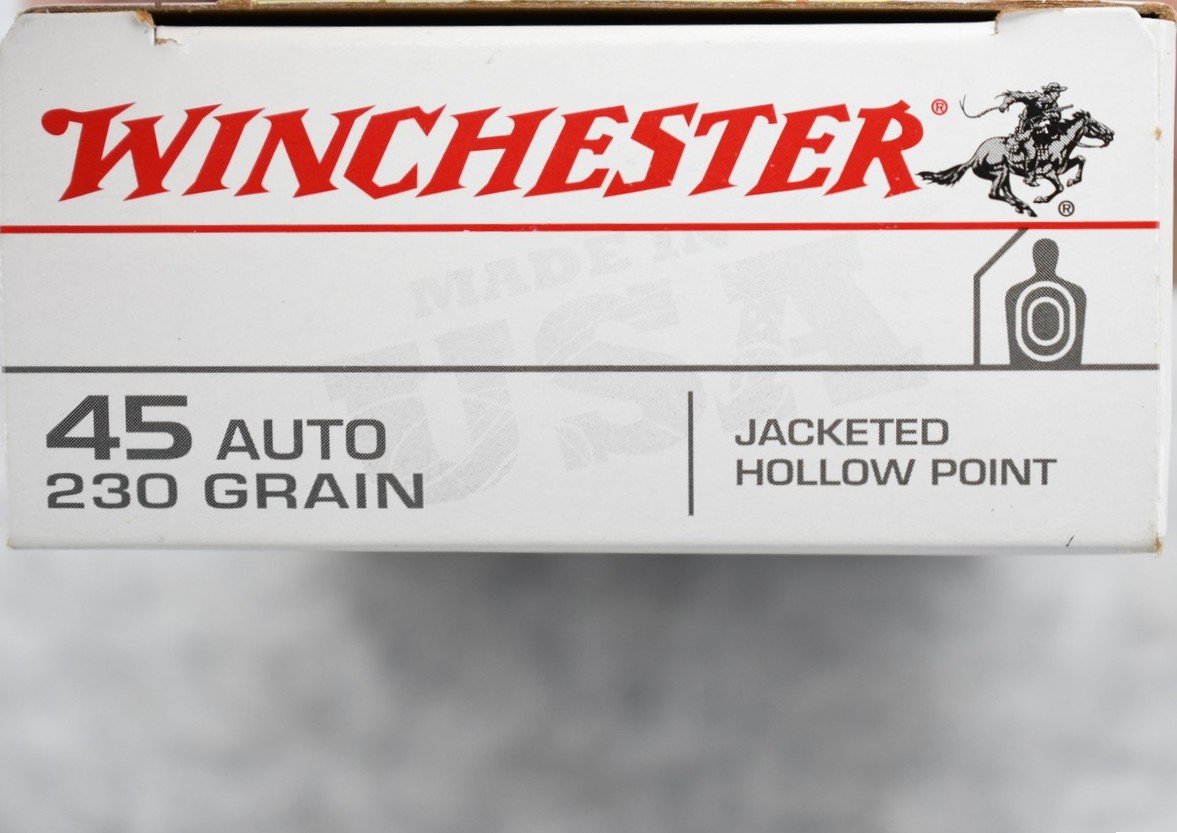 WINCHESTER®
®
MADE IN
USA
45 AUTO
230 GRAIN
JACKETED
HOLLOW POINT